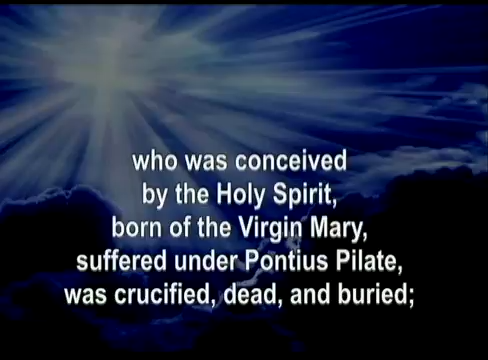 who was conceived
by the Holy Spirit,
born of the Virgin Mary,
suffered under Pontius Pilate,
was crucified, dead, and buried;